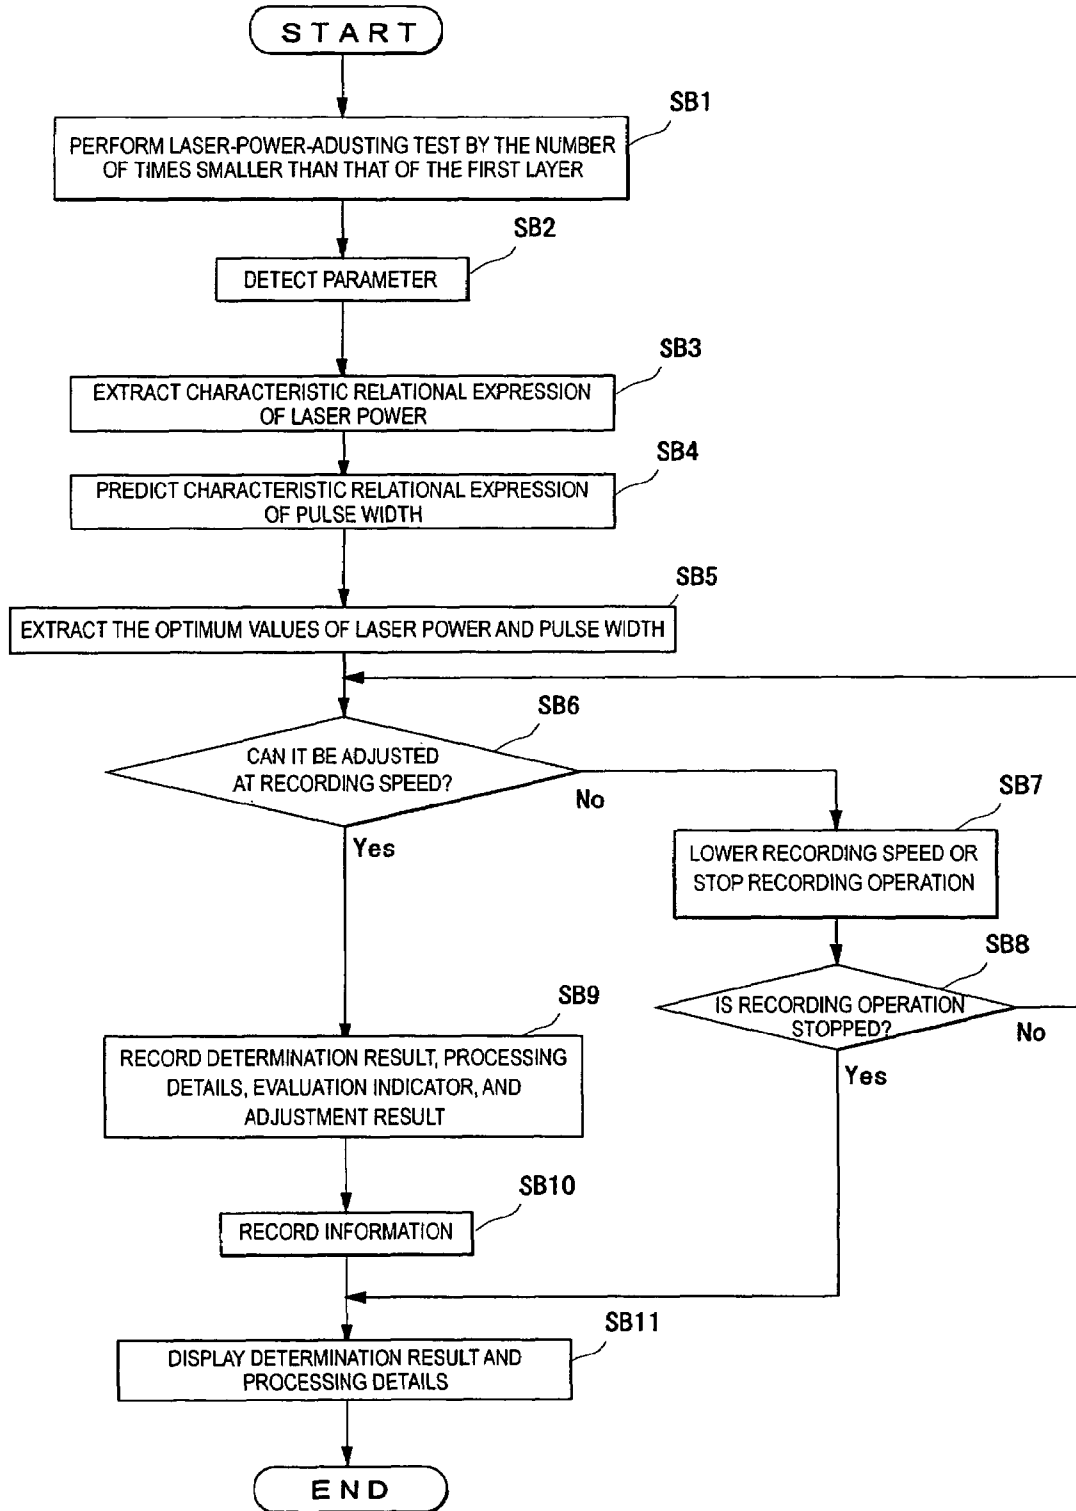 START
SB1
PERFORM LASER-POWER-ADUSTING TEST BY THE NUMBER
OF TIMES SMALLER THAN THAT OF THE FIRST LAYER
SB2
DETECT PARAMETER
SB3
EXTRACT CHARACTERISTIC RELATIONAL EXPRESSION
OF LASER POWER
SB4
PREDICT CHARACTERISTIC RELATIONAL EXPRESSION
OF PULSE WIDTH
SB5
EXTRACT THE OPTIMUM VALUES OF LASER POWER AND PULSE WIDTH
SB6
CAN IT BE ADJUSTED
AT RECORDING SPEED?
No
Yes
SB7
LOWER RECORDING SPEED OR
STOP RECORDING OPERATION
SB8
IS RECORDING OPERATION
STOPPED?
No
Yes
SB9
RECORD DETERMINATION RESULT, PROCESSING
DETAILS, EVALUATION INDICATOR, AND
ADJUSTMENT RESULT
SB10
RECORD INFORMATION
SB11
DISPLAY DETERMINATION RESULT AND
PROCESSING DETAILS
END